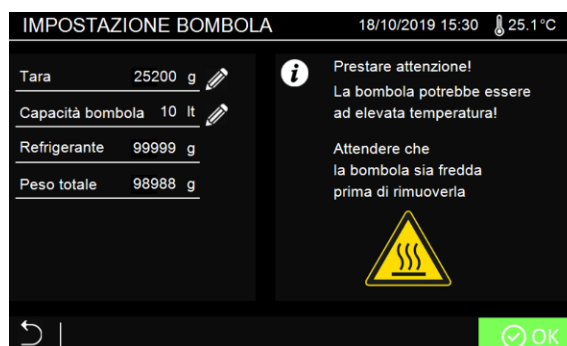 IMPOSTAZIONE BOMBOLA 18/10/2019 15:30 25.1°C
Tara 25200 g
Capacità bombola 10 lt
Refrigerante 99999 g
Peso totale 98988 g
i
Prestare attenzione!
La bombola potrebbe essere
ad elevata temperatura!
Attendere che
la bombola sia fredda
prima di rimuoverla
OK